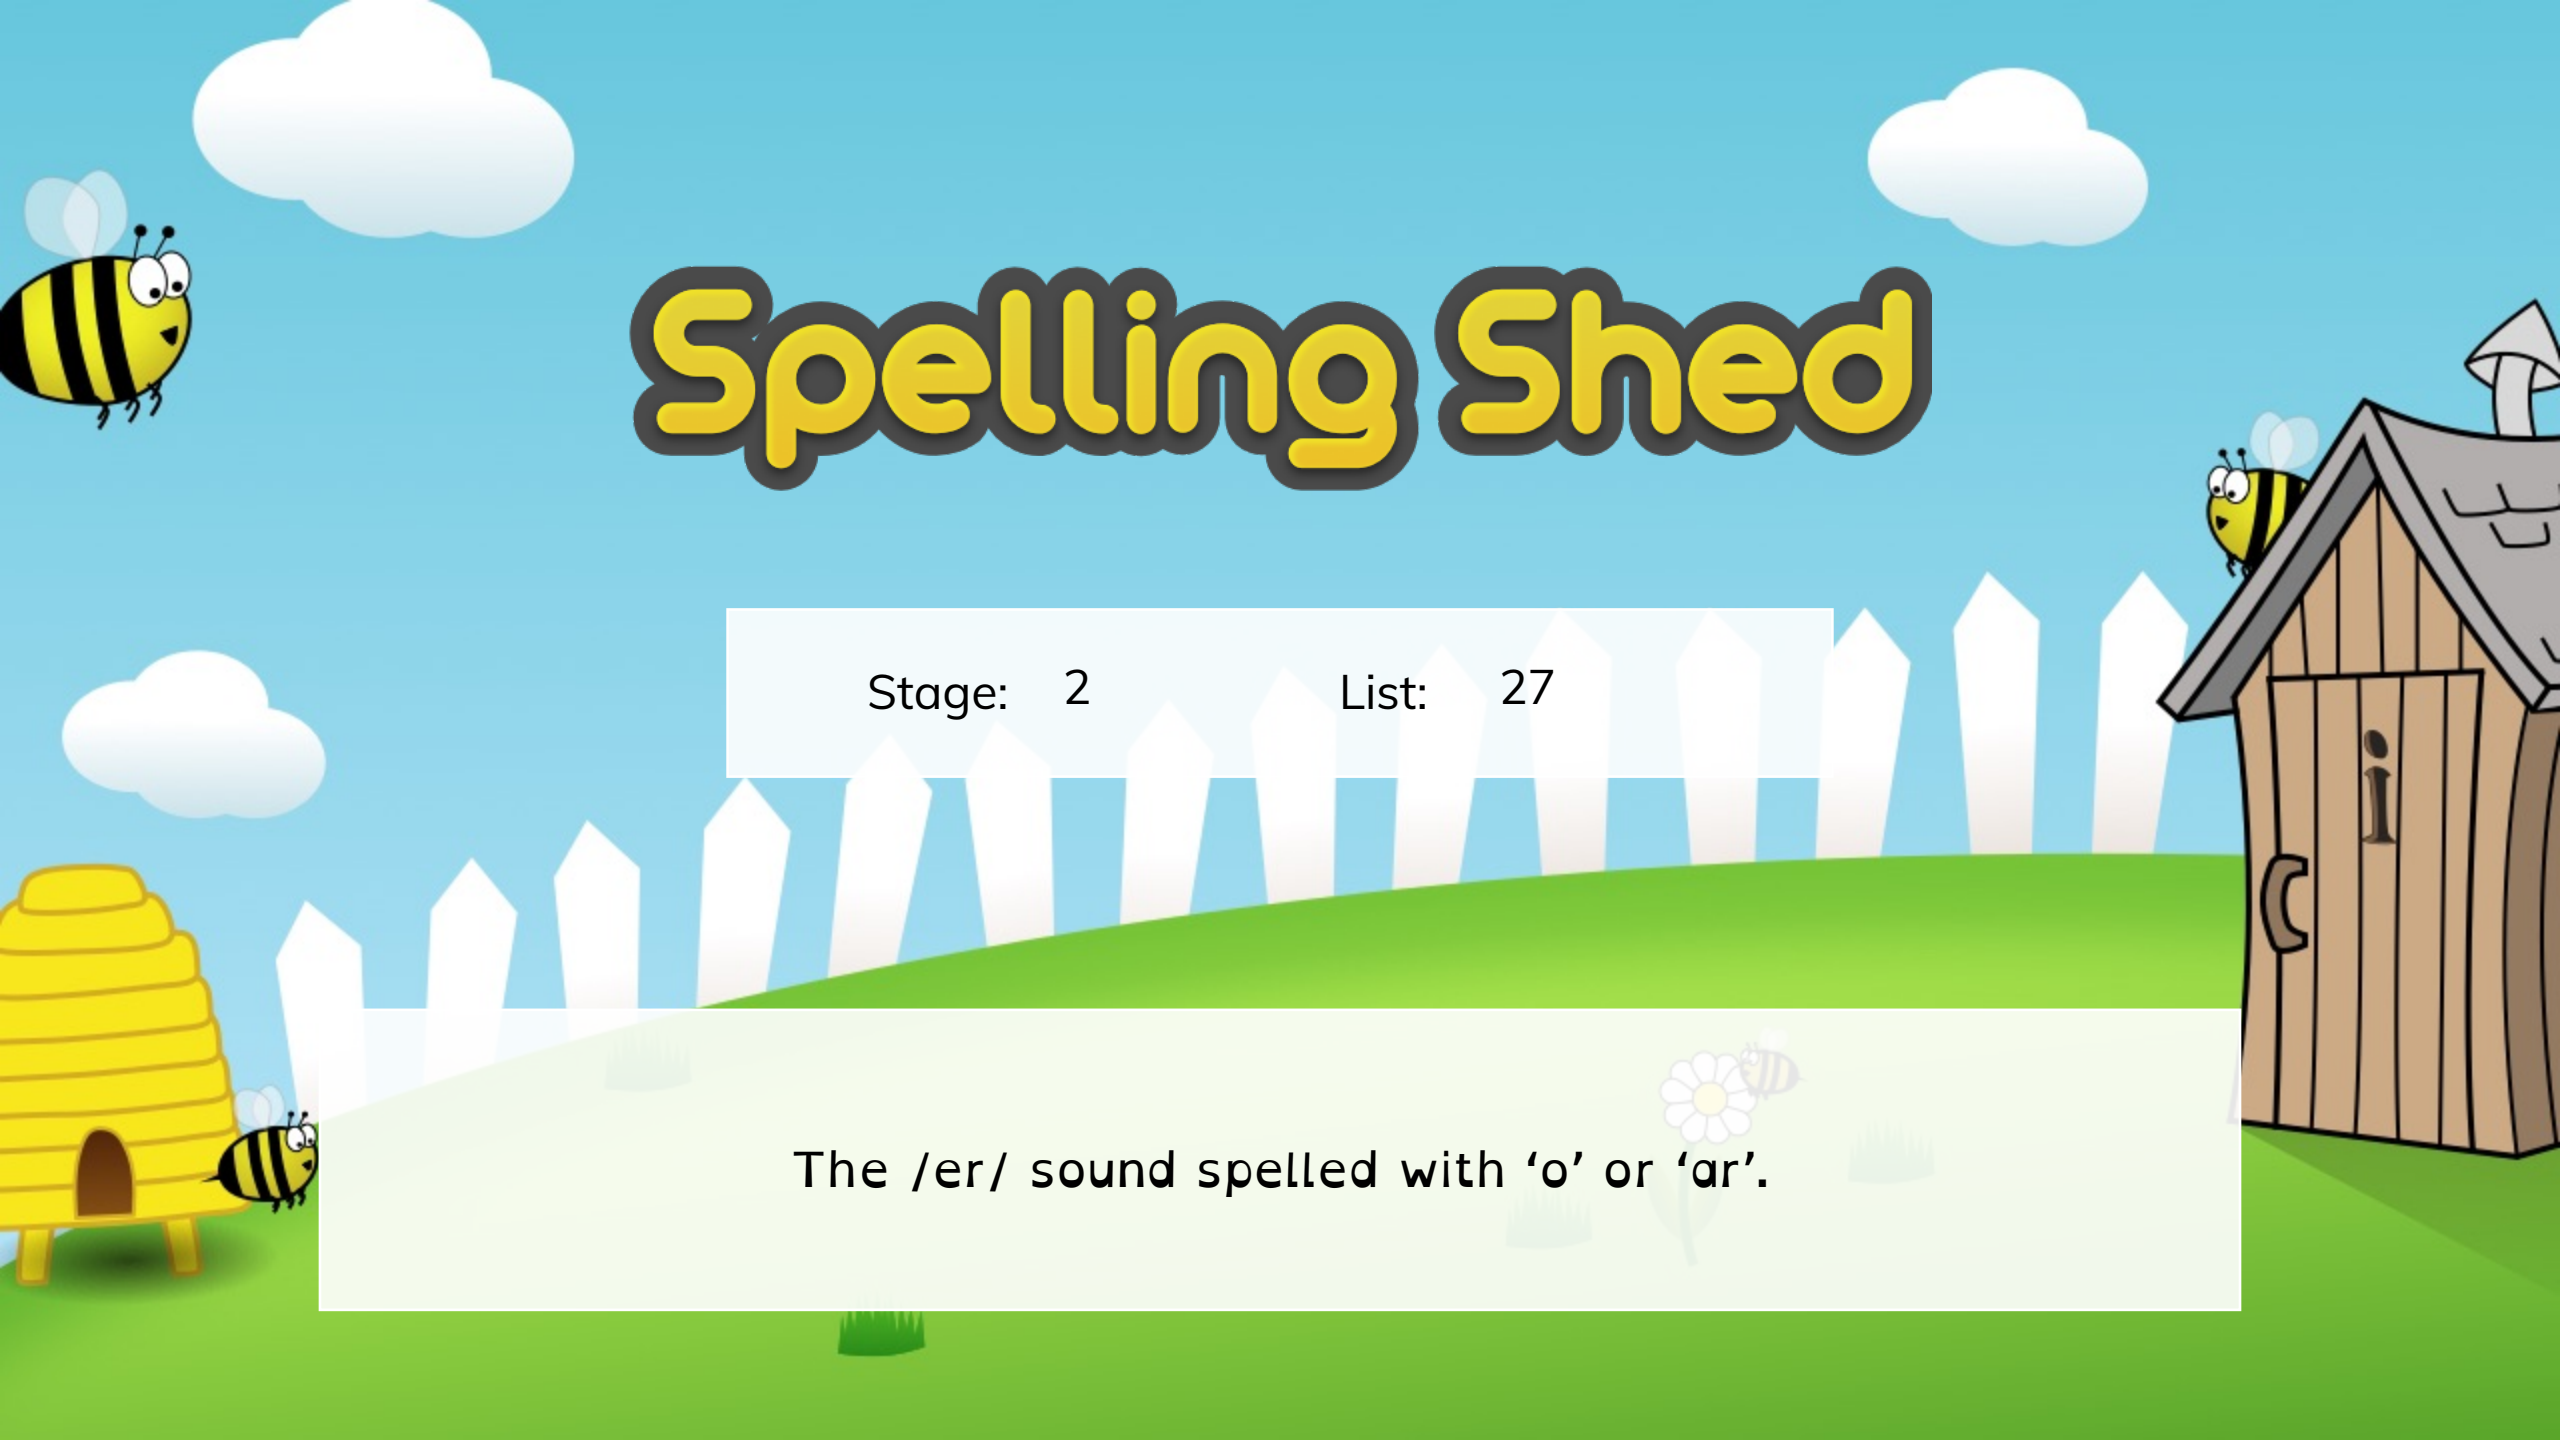 Spelling Shed
Stage: 2 List: 27
The /er/ sound spelled with ‘o’ or ‘ar’.